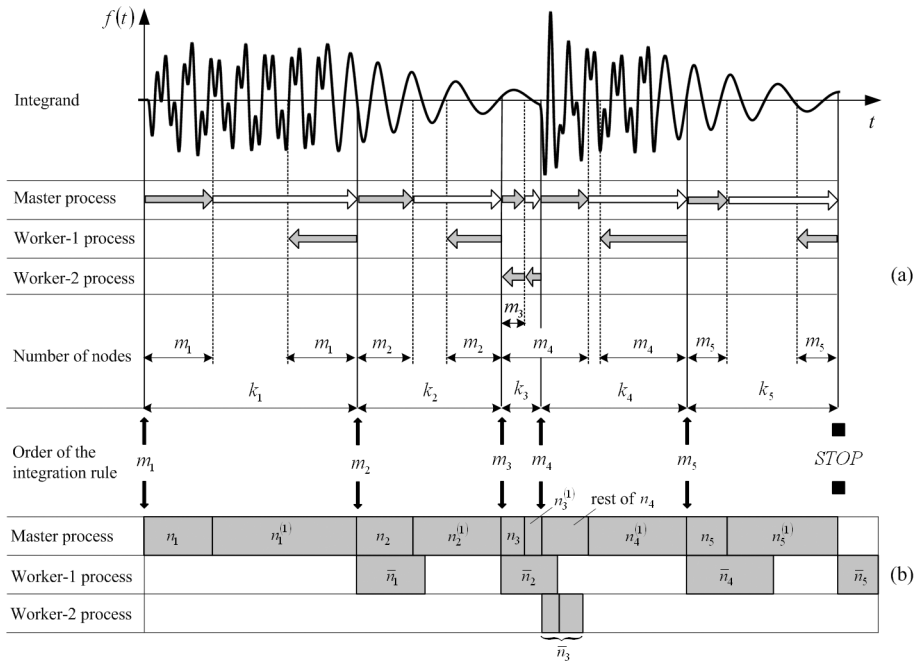 f(t)
Integrand
t
Master process
Worker-1 process
Worker-2 process
(a)
m₃
Number of nodes
m₁ m₁ m₂ m₂ m₄ m₄ m₅ m₅
k₁ k₂ k₃ k₄ k₅
Order of the
integration rule
m₁ m₂ m₃ m₄ m₅ STOP
n₃⁽¹⁾ rest of n₄
Master process n₁ n₁⁽¹⁾ n₂ n₂⁽¹⁾ n₃ n₄⁽¹⁾ n₅ n₅⁽¹⁾
Worker-1 process n̅₁ n̅₂ n̅₄ n̅₅
(b)
Worker-2 process
n̅₃